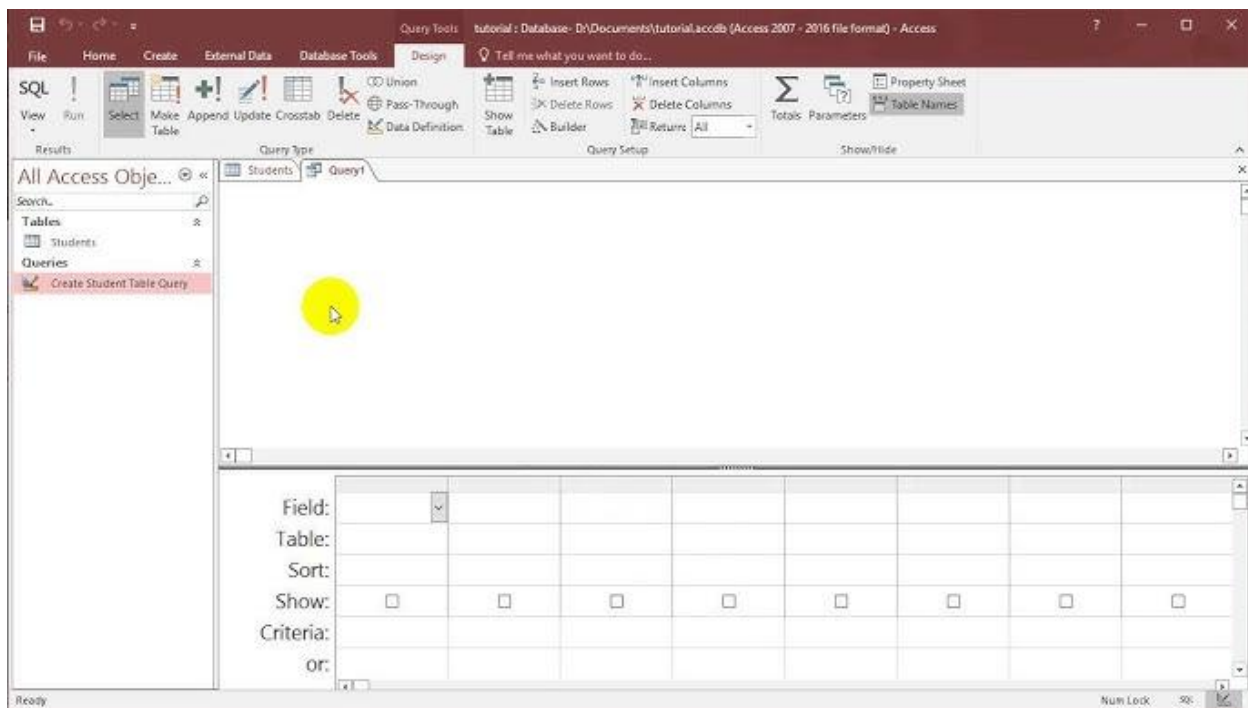 Query Tools tutorial : Database- D:\Documents\tutorial.accdb (Access 2007 - 2016 file format) - Access ?
File Home Create External Data Database Tools Design Tell me what you want to do...
SQL View Run Select Make Table Append Update Crosstab Delete Union Pass-Through Data Definition Show Table Insert Rows Delete Rows Builder Insert Columns Delete Columns Return: All Totals Parameters Property Sheet Table Names
Results Query Type Query Setup Show/Hide
All Access Obje...
Students Query1
Search..
Tables
Students
Queries
Create Student Table Query
Field:
Table:
Sort:
Show:
Criteria:
or:
Ready Num Lock SQL